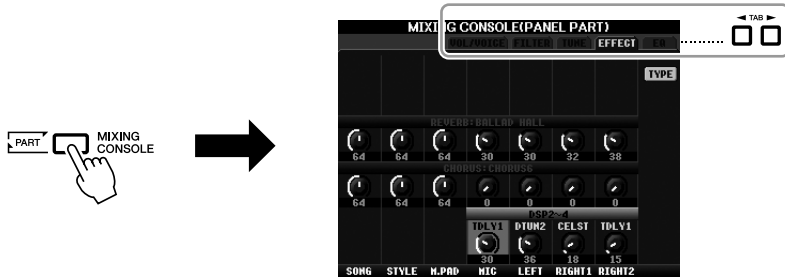 ◄ TAB ►
MIXING CONSOLE(PANEL PART)
VOL/VOICE FILTER TUNE EFFECT EQ
TYPE
REVERB:BALLAD HALL
64 64 64 30 30 32 38
CHORUS:CHORUS6
64 64 64 0 0 0 0
DSP2~4
TDLY1 DTUN2 CELST TDLY1
30 36 18 15
SONG STYLE M.PAD MIC LEFT RIGHT1 RIGHT2
PART
MIXING
CONSOLE